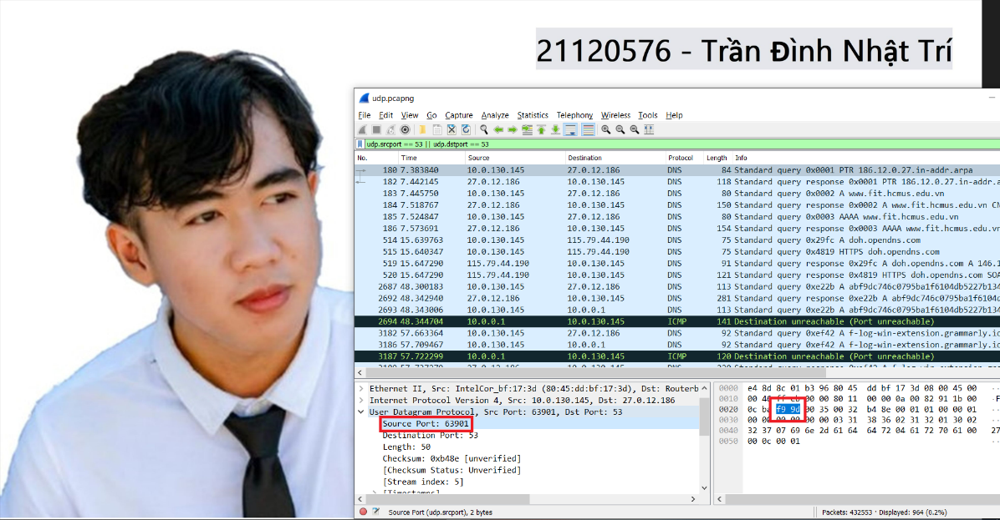 21120576 - Trần Đình Nhật Trí
udp.pcapng
File Edit View Go Capture Analyze Statistics Telephony Wireless Tools Help
udp.srcport == 53 || udp.dstport == 53
No. Time Source Destination Protocol Length Info
180 7.383840 10.0.130.145 27.0.12.186 DNS 84 Standard query 0x0001 PTR 186.12.0.27.in-addr.arpa
182 7.442145 27.0.12.186 10.0.130.145 DNS 118 Standard query response 0x0001 PTR 186.12.0.27.in-addr.a
183 7.445750 10.0.130.145 27.0.12.186 DNS 80 Standard query 0x0002 A www.fit.hcmus.edu.vn
184 7.518767 27.0.12.186 10.0.130.145 DNS 150 Standard query response 0x0002 A www.fit.hcmus.edu.vn CN
185 7.524847 10.0.130.145 27.0.12.186 DNS 80 Standard query 0x0003 AAAA www.fit.hcmus.edu.vn
186 7.573691 27.0.12.186 10.0.130.145 DNS 154 Standard query response 0x0003 AAAA www.fit.hcmus.edu.v
514 15.639763 10.0.130.145 115.79.44.190 DNS 75 Standard query 0x29fc A doh.opendns.com
515 15.640347 10.0.130.145 115.79.44.190 DNS 75 Standard query 0x4819 HTTPS doh.opendns.com
519 15.647290 115.79.44.190 10.0.130.145 DNS 91 Standard query response 0x29fc A doh.opendns.com A 146.1
520 15.647290 115.79.44.190 10.0.130.145 DNS 121 Standard query response 0x4819 HTTPS doh.opendns.com SOA
2687 48.300183 10.0.130.145 27.0.12.186 DNS 113 Standard query 0xe22b A abf9dc746c0795ba1f6104db5227b134
2692 48.342940 27.0.12.186 10.0.130.145 DNS 281 Standard query response 0xe22b A abf9dc746c0795ba1f6104d
2693 48.343006 10.0.130.145 10.0.0.1 DNS 113 Standard query 0xe22b A abf9dc746c0795ba1f6104db5227b134
2694 48.344704 10.0.0.1 10.0.130.145 ICMP 141 Destination unreachable (Port unreachable)
3182 57.663364 10.0.130.145 27.0.12.186 DNS 92 Standard query 0xef42 A f-log-win-extension.grammarly.io
3186 57.709467 10.0.130.145 10.0.0.1 DNS 92 Standard query 0xef42 A f-log-win-extension.grammarly.io
3187 57.722299 10.0.0.1 10.0.130.145 ICMP 120 Destination unreachable (Port unreachable)
Ethernet II, Src: IntelCor_bf:17:3d (80:45:dd:bf:17:3d), Dst: Routerb
Internet Protocol Version 4, Src: 10.0.130.145, Dst: 27.0.12.186
User Datagram Protocol, Src Port: 63901, Dst Port: 53
Source Port: 63901
Destination Port: 53
Length: 50
Checksum: 0xb48e [unverified]
[Checksum Status: Unverified]
[Stream index: 5]
[Timestamps]
0000 e4 8d 8c 01 b3 96 80 45 dd bf 17 3d 08 00 45 00
0010 00 46 ff eb 00 00 80 11 00 00 0a 00 82 91 1b 00
0020 0c ba f9 9d 00 35 00 32 b4 8e 00 01 01 00 00 01
0030 00 00 00 00 00 00 03 31 38 36 02 31 32 01 30 02
0040 32 37 07 69 6e 2d 61 64 64 72 04 61 72 70 61 00
0050 00 0c 00 01
Source Port (udp.srcport), 2 bytes
Packets: 432553 · Displayed: 964 (0.2%)